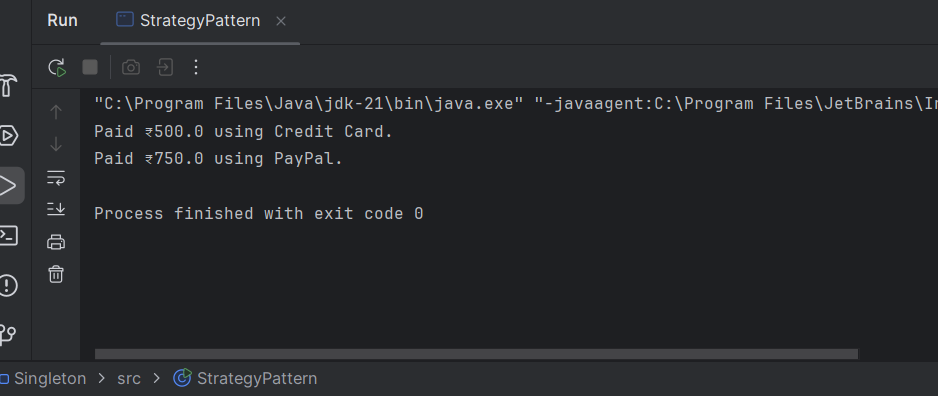 Run StrategyPattern
"C:\Program Files\Java\jdk-21\bin\java.exe" "-javaagent:C:\Program Files\JetBrains\In
Paid ₹500.0 using Credit Card.
Paid ₹750.0 using PayPal.
Process finished with exit code 0
Singleton > src > StrategyPattern